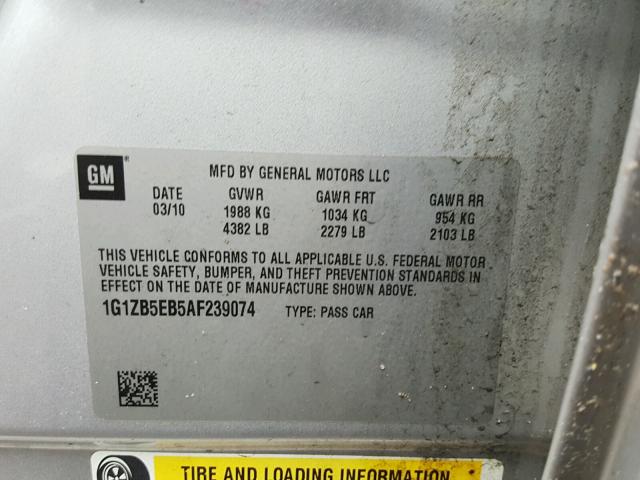 GM
MFD BY GENERAL MOTORS LLC
DATE GVWR GAWR FRT GAWR RR
03/10 1988 KG 1034 KG 954 KG
4382 LB 2279 LB 2103 LB
THIS VEHICLE CONFORMS TO ALL APPLICABLE U.S. FEDERAL MOTOR
VEHICLE SAFETY, BUMPER, AND THEFT PREVENTION STANDARDS IN
EFFECT ON THE DATE OF MANUFACTURE SHOWN ABOVE.
1G1ZB5EB5AF239074 TYPE: PASS CAR
TIRE AND LOADING INFORMATION